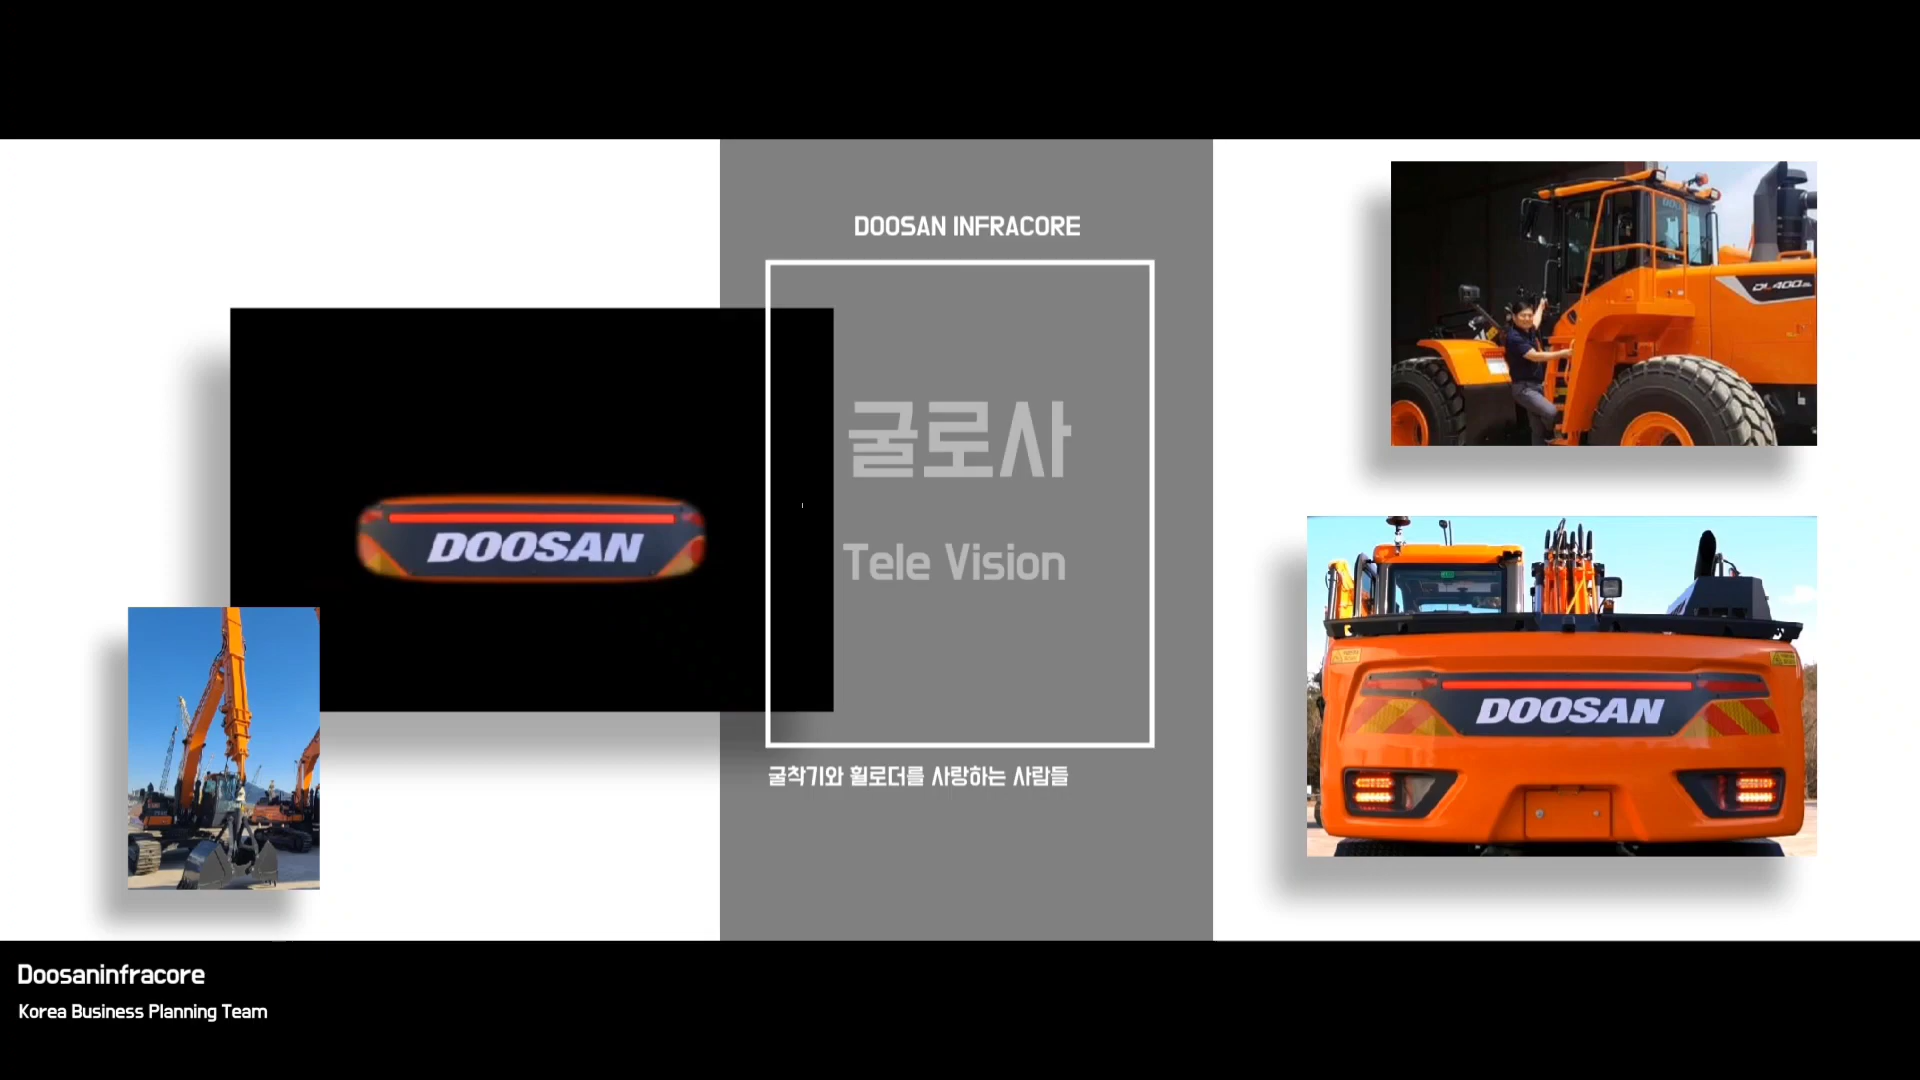 DOOSAN INFRACORE
굴로사
Tele Vision
굴착기와 휠로더를 사랑하는 사람들
DOOSAN
DL400
DOOSAN
Doosaninfracore
Korea Business Planning Team